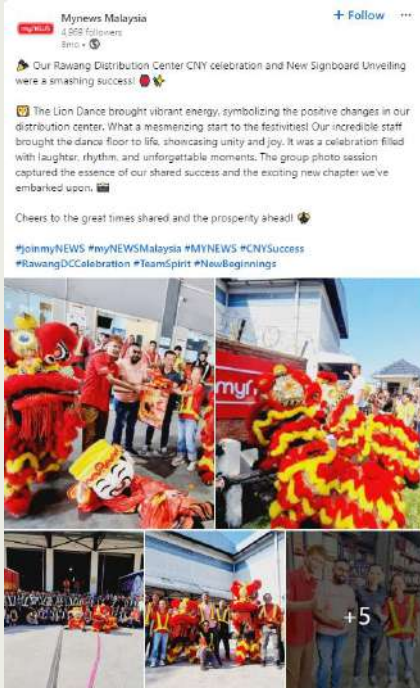 Mynews Malaysia
+ Follow ...
myNEWS
4,969 followers
8mo •
Our Rawang Distribution Center CNY celebration and New Signboard Unveiling
were a smashing success!
The Lion Dance brought vibrant energy, symbolizing the positive changes in our
distribution center. What a mesmerizing start to the festivities! Our incredible staff
brought the dance floor to life, showcasing unity and joy. It was a celebration filled
with laughter, rhythm, and unforgettable moments. The group photo session
captured the essence of our shared success and the exciting new chapter we've
embarked upon.
Cheers to the great times shared and the prosperity ahead!
#joinmyNEWS #myNEWSMalaysia #MYNEWS #CNYSuccess
#RawangDCCelebration #TeamSpirit #NewBeginnings
my
+5